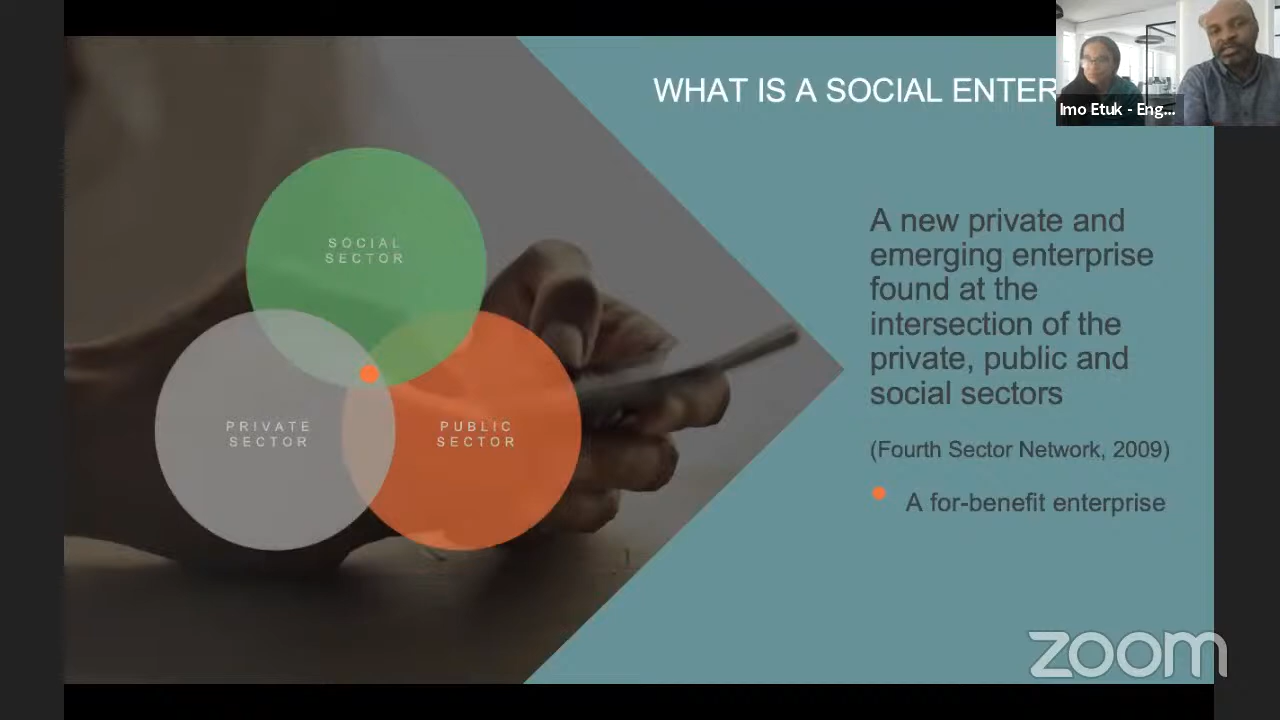 WHAT IS A SOCIAL ENTER
Imo Etuk - Eng...
SOCIAL
SECTOR
PRIVATE
SECTOR
PUBLIC
SECTOR
A new private and
emerging enterprise
found at the
intersection of the
private, public and
social sectors
(Fourth Sector Network, 2009)
A for-benefit enterprise
zoom